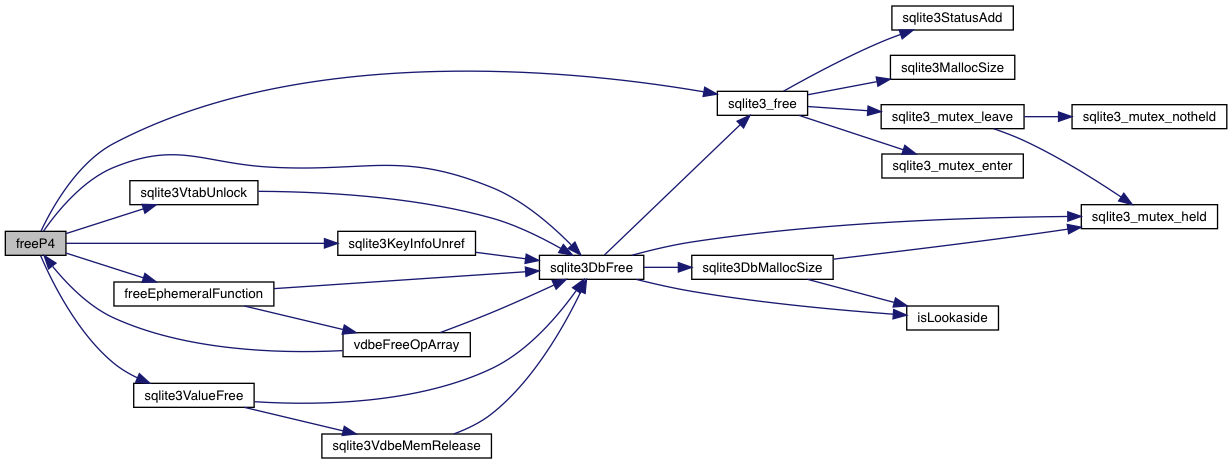 sqlite3StatusAdd
sqlite3MallocSize
sqlite3_free
sqlite3_mutex_leave
sqlite3_mutex_notheld
sqlite3_mutex_enter
sqlite3VtabUnlock
sqlite3_mutex_held
freeP4
sqlite3KeyInfoUnref
sqlite3DbFree
sqlite3DbMallocSize
freeEphemeralFunction
isLookaside
vdbeFreeOpArray
sqlite3ValueFree
sqlite3VdbeMemRelease